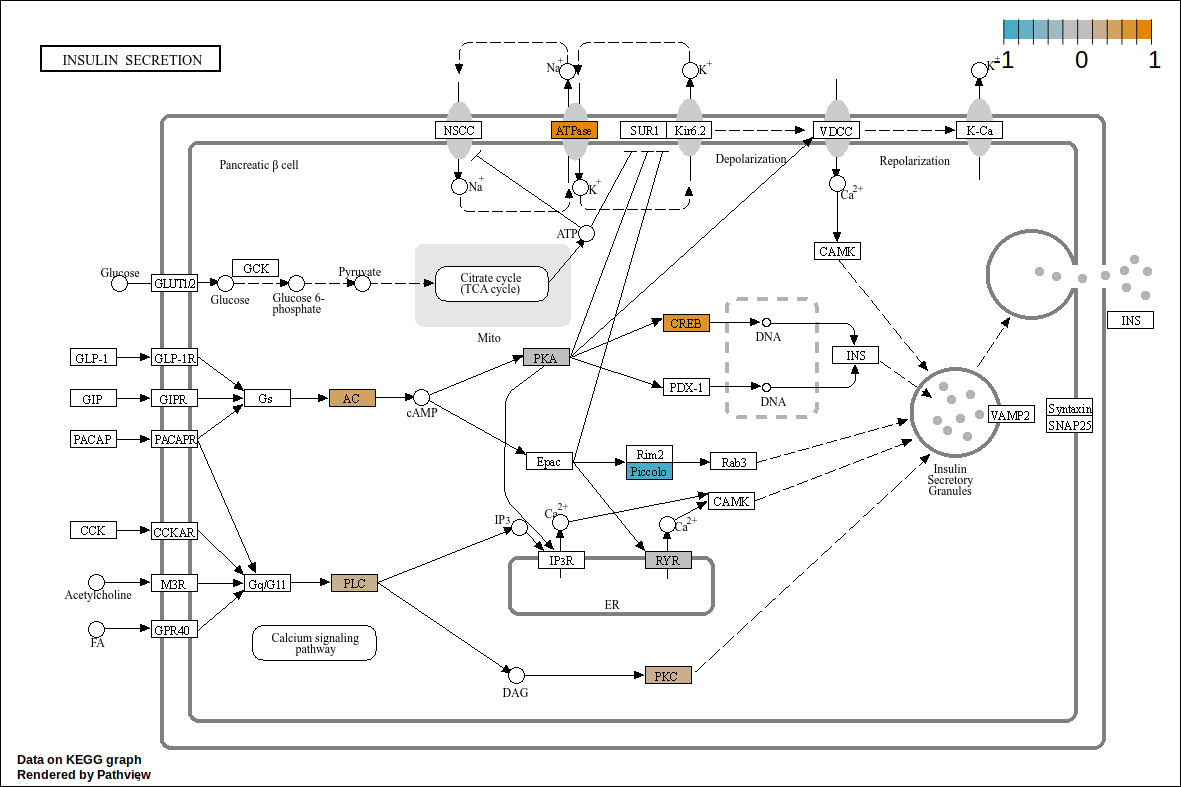 INSULIN SECRETION
-1 0 1
Na+
K+
K+
NSCC
ATPase
SUR1
Kir6.2
VDCC
K-Ca
Depolarization
Repolarization
Pancreatic β cell
Na+
K+
Ca2+
ATP
CAMK
Glucose
GLUT1/2
GCK
Glucose
Glucose 6-
phosphate
Pyruvate
Citrate cycle
(TCA cycle)
Mito
INS
CREB
DNA
INS
PKA
PDX-1
DNA
GLP-1
GLP-1R
GIP
GIPR
Gs
AC
cAMP
PACAP
PACAPR
VAMP2
Syntaxin
SNAP25
Epac
Rim2
Piccolo
Rab3
Insulin
Secretory
Granules
CAMK
IP3
Ca2+
Ca2+
CCK
CCKAR
IP3R
RYR
Acetylcholine
M3R
Gq/G11
PLC
ER
FA
GPR40
Calcium signaling
pathway
DAG
PKC
Data on KEGG graph
Rendered by Pathview